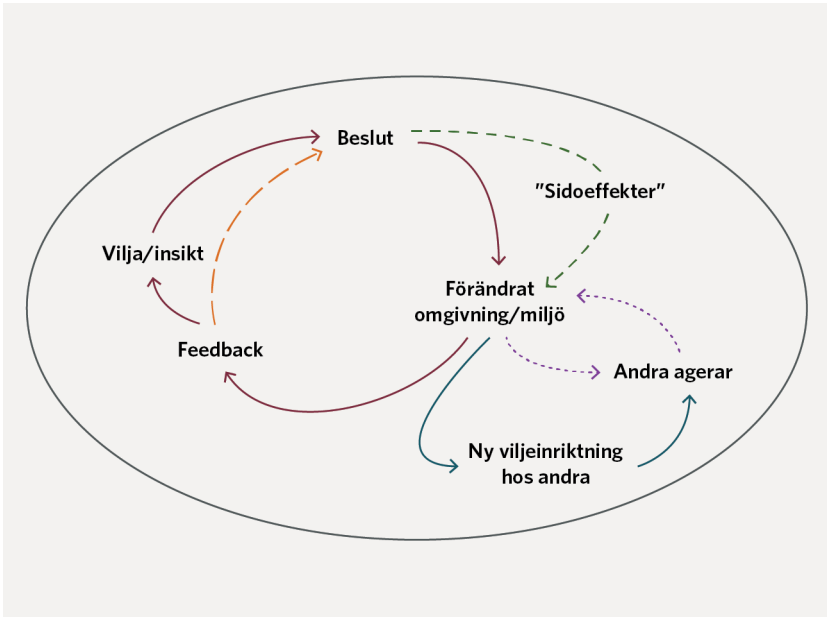 Beslut
”Sidoeffekter”
Vilja/insikt
Förändrat
omgivning/miljö
Feedback
Andra agerar
Ny viljeinriktning
hos andra